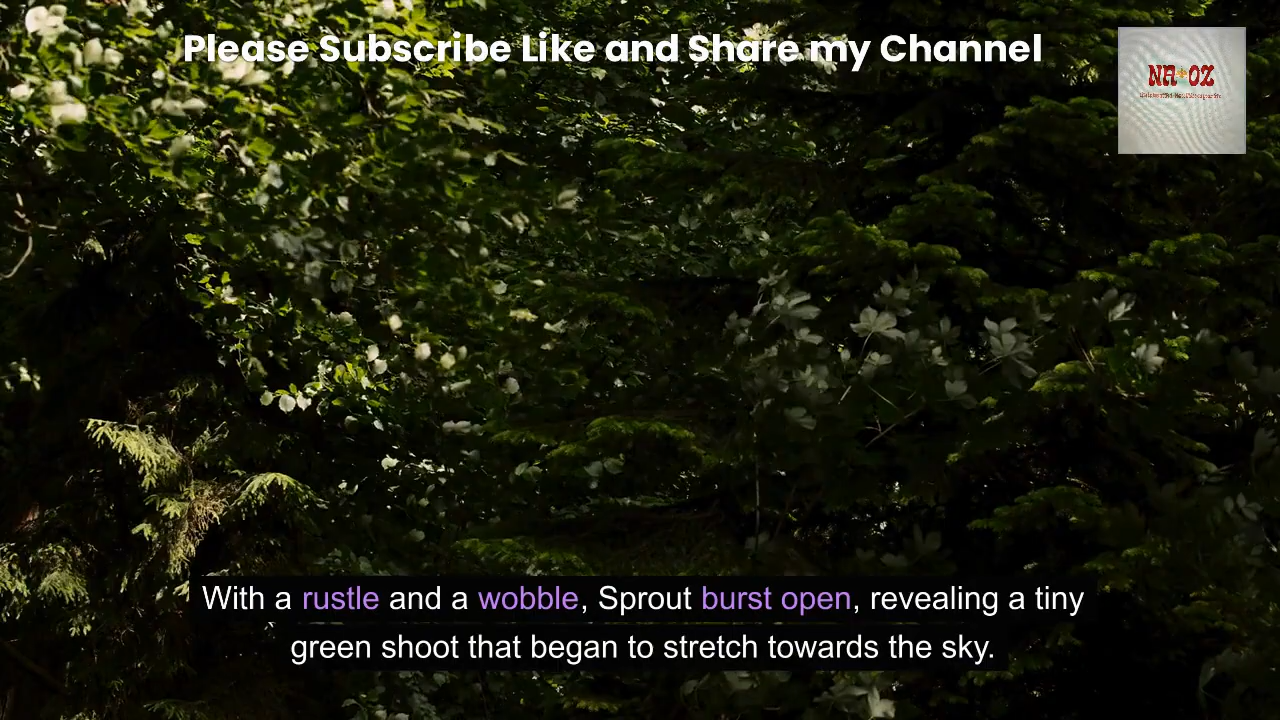 Please Subscribe Like and Share my Channel
NA OZ
With a rustle and a wobble, Sprout burst open, revealing a tiny
green shoot that began to stretch towards the sky.